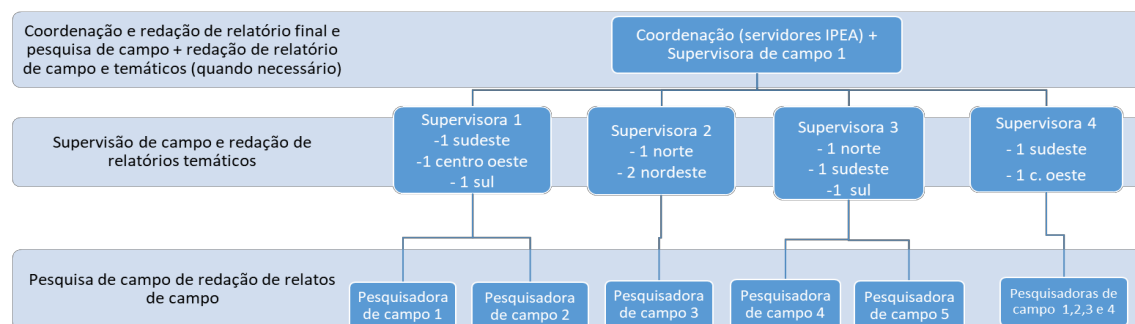 Coordenação e redação de relatório final e
pesquisa de campo + redação de relatório
de campo e temáticos (quando necessário)
Coordenação (servidores IPEA) +
Supervisora de campo 1
Supervisão de campo e redação de
relatórios temáticos
Supervisora 1
-1 sudeste
-1 centro oeste
- 1 sul
Supervisora 2
- 1 norte
- 2 nordeste
Supervisora 3
- 1 norte
- 1 sudeste
-1 sul
Supervisora 4
- 1 sudeste
- 1 c. oeste
Pesquisa de campo de redação de relatos
de campo
Pesquisadora
de campo 1
Pesquisadora
de campo 2
Pesquisadora
de campo 3
Pesquisadora
de campo 4
Pesquisadora
de campo 5
Pesquisadoras de
campo 1,2,3 e 4